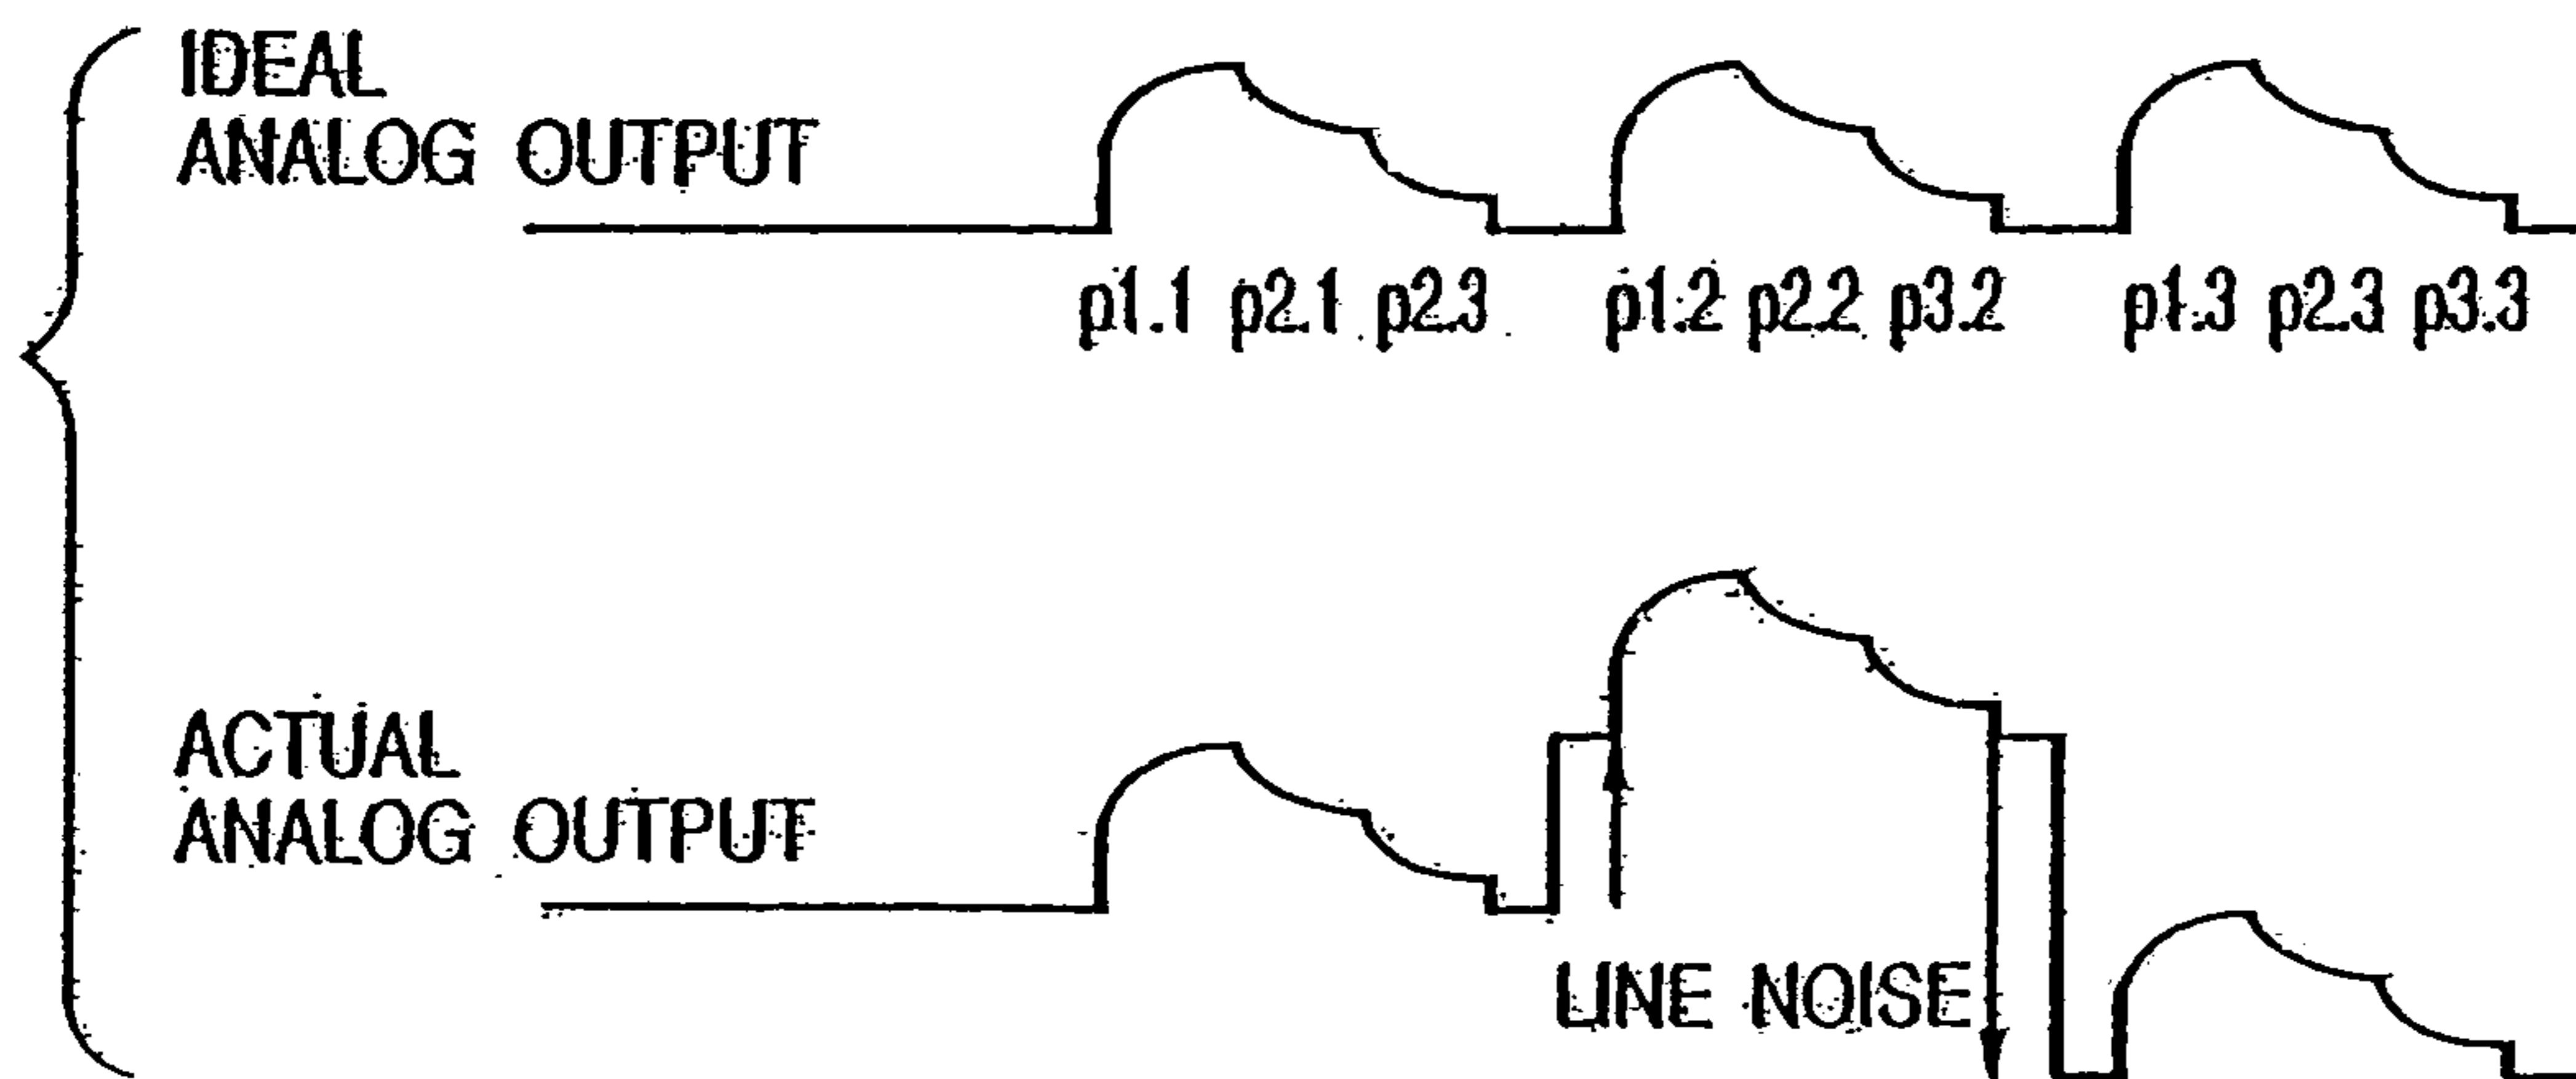 IDEAL
ANALOG OUTPUT
p1.1 p2.1 p2.3 p1.2 p2.2 p3.2 p1.3 p2.3 p3.3
ACTUAL
ANALOG OUTPUT
LINE NOISE